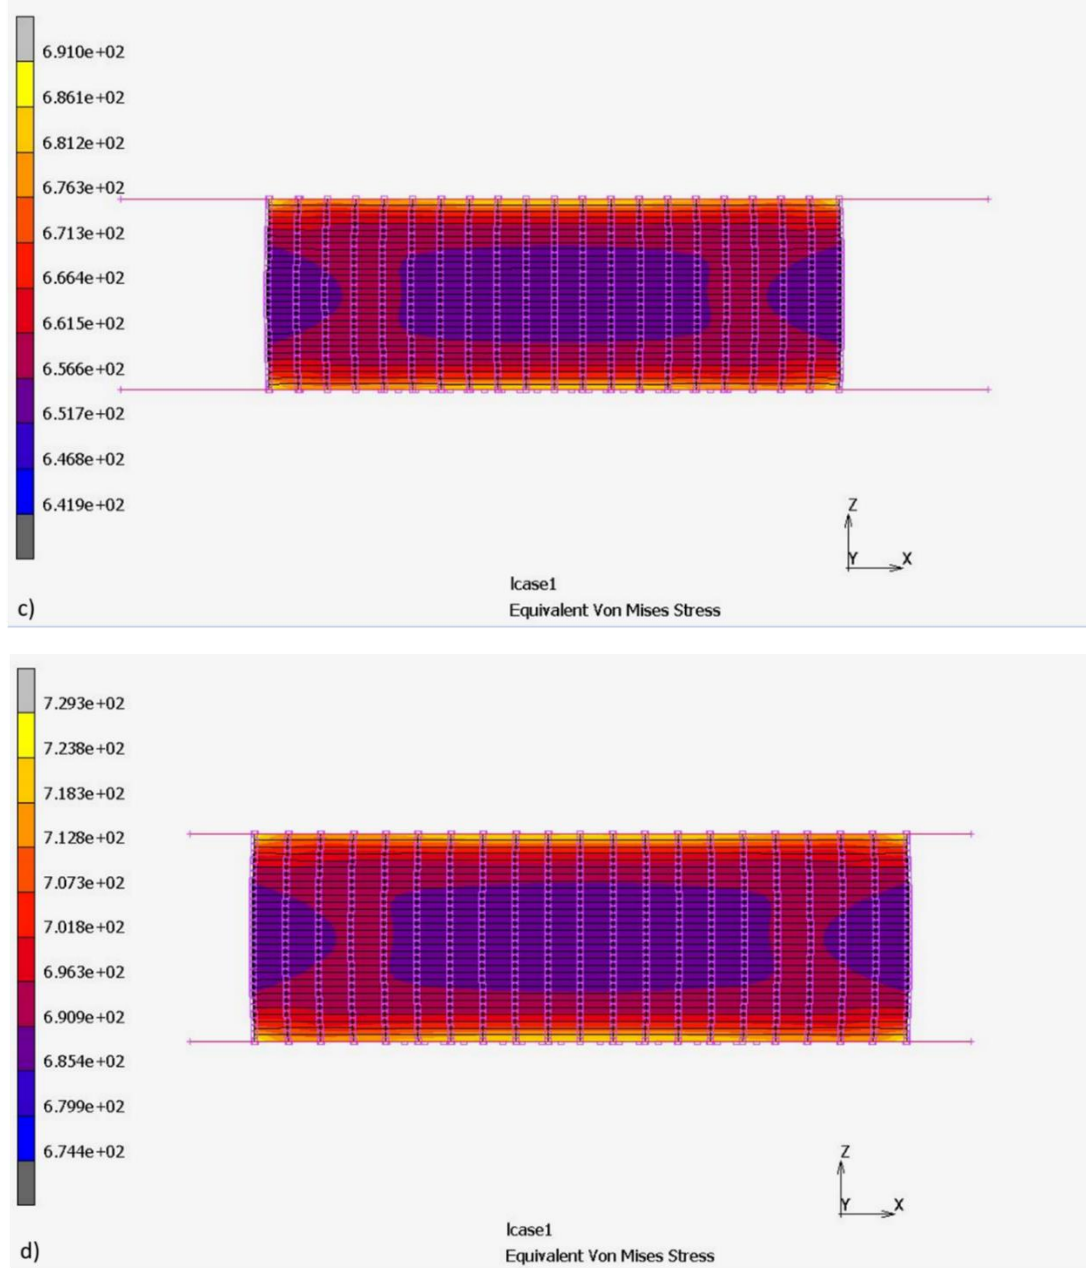 6.910e+02
6.861e+02
6.812e+02
6.763e+02
6.713e+02
6.664e+02
6.615e+02
6.566e+02
6.517e+02
6.468e+02
6.419e+02
Z
Y X
lcase1
c)
Equivalent Von Mises Stress
7.293e+02
7.238e+02
7.183e+02
7.128e+02
7.073e+02
7.018e+02
6.963e+02
6.909e+02
6.854e+02
6.799e+02
6.744e+02
Z
Y X
lcase1
d)
Equivalent Von Mises Stress